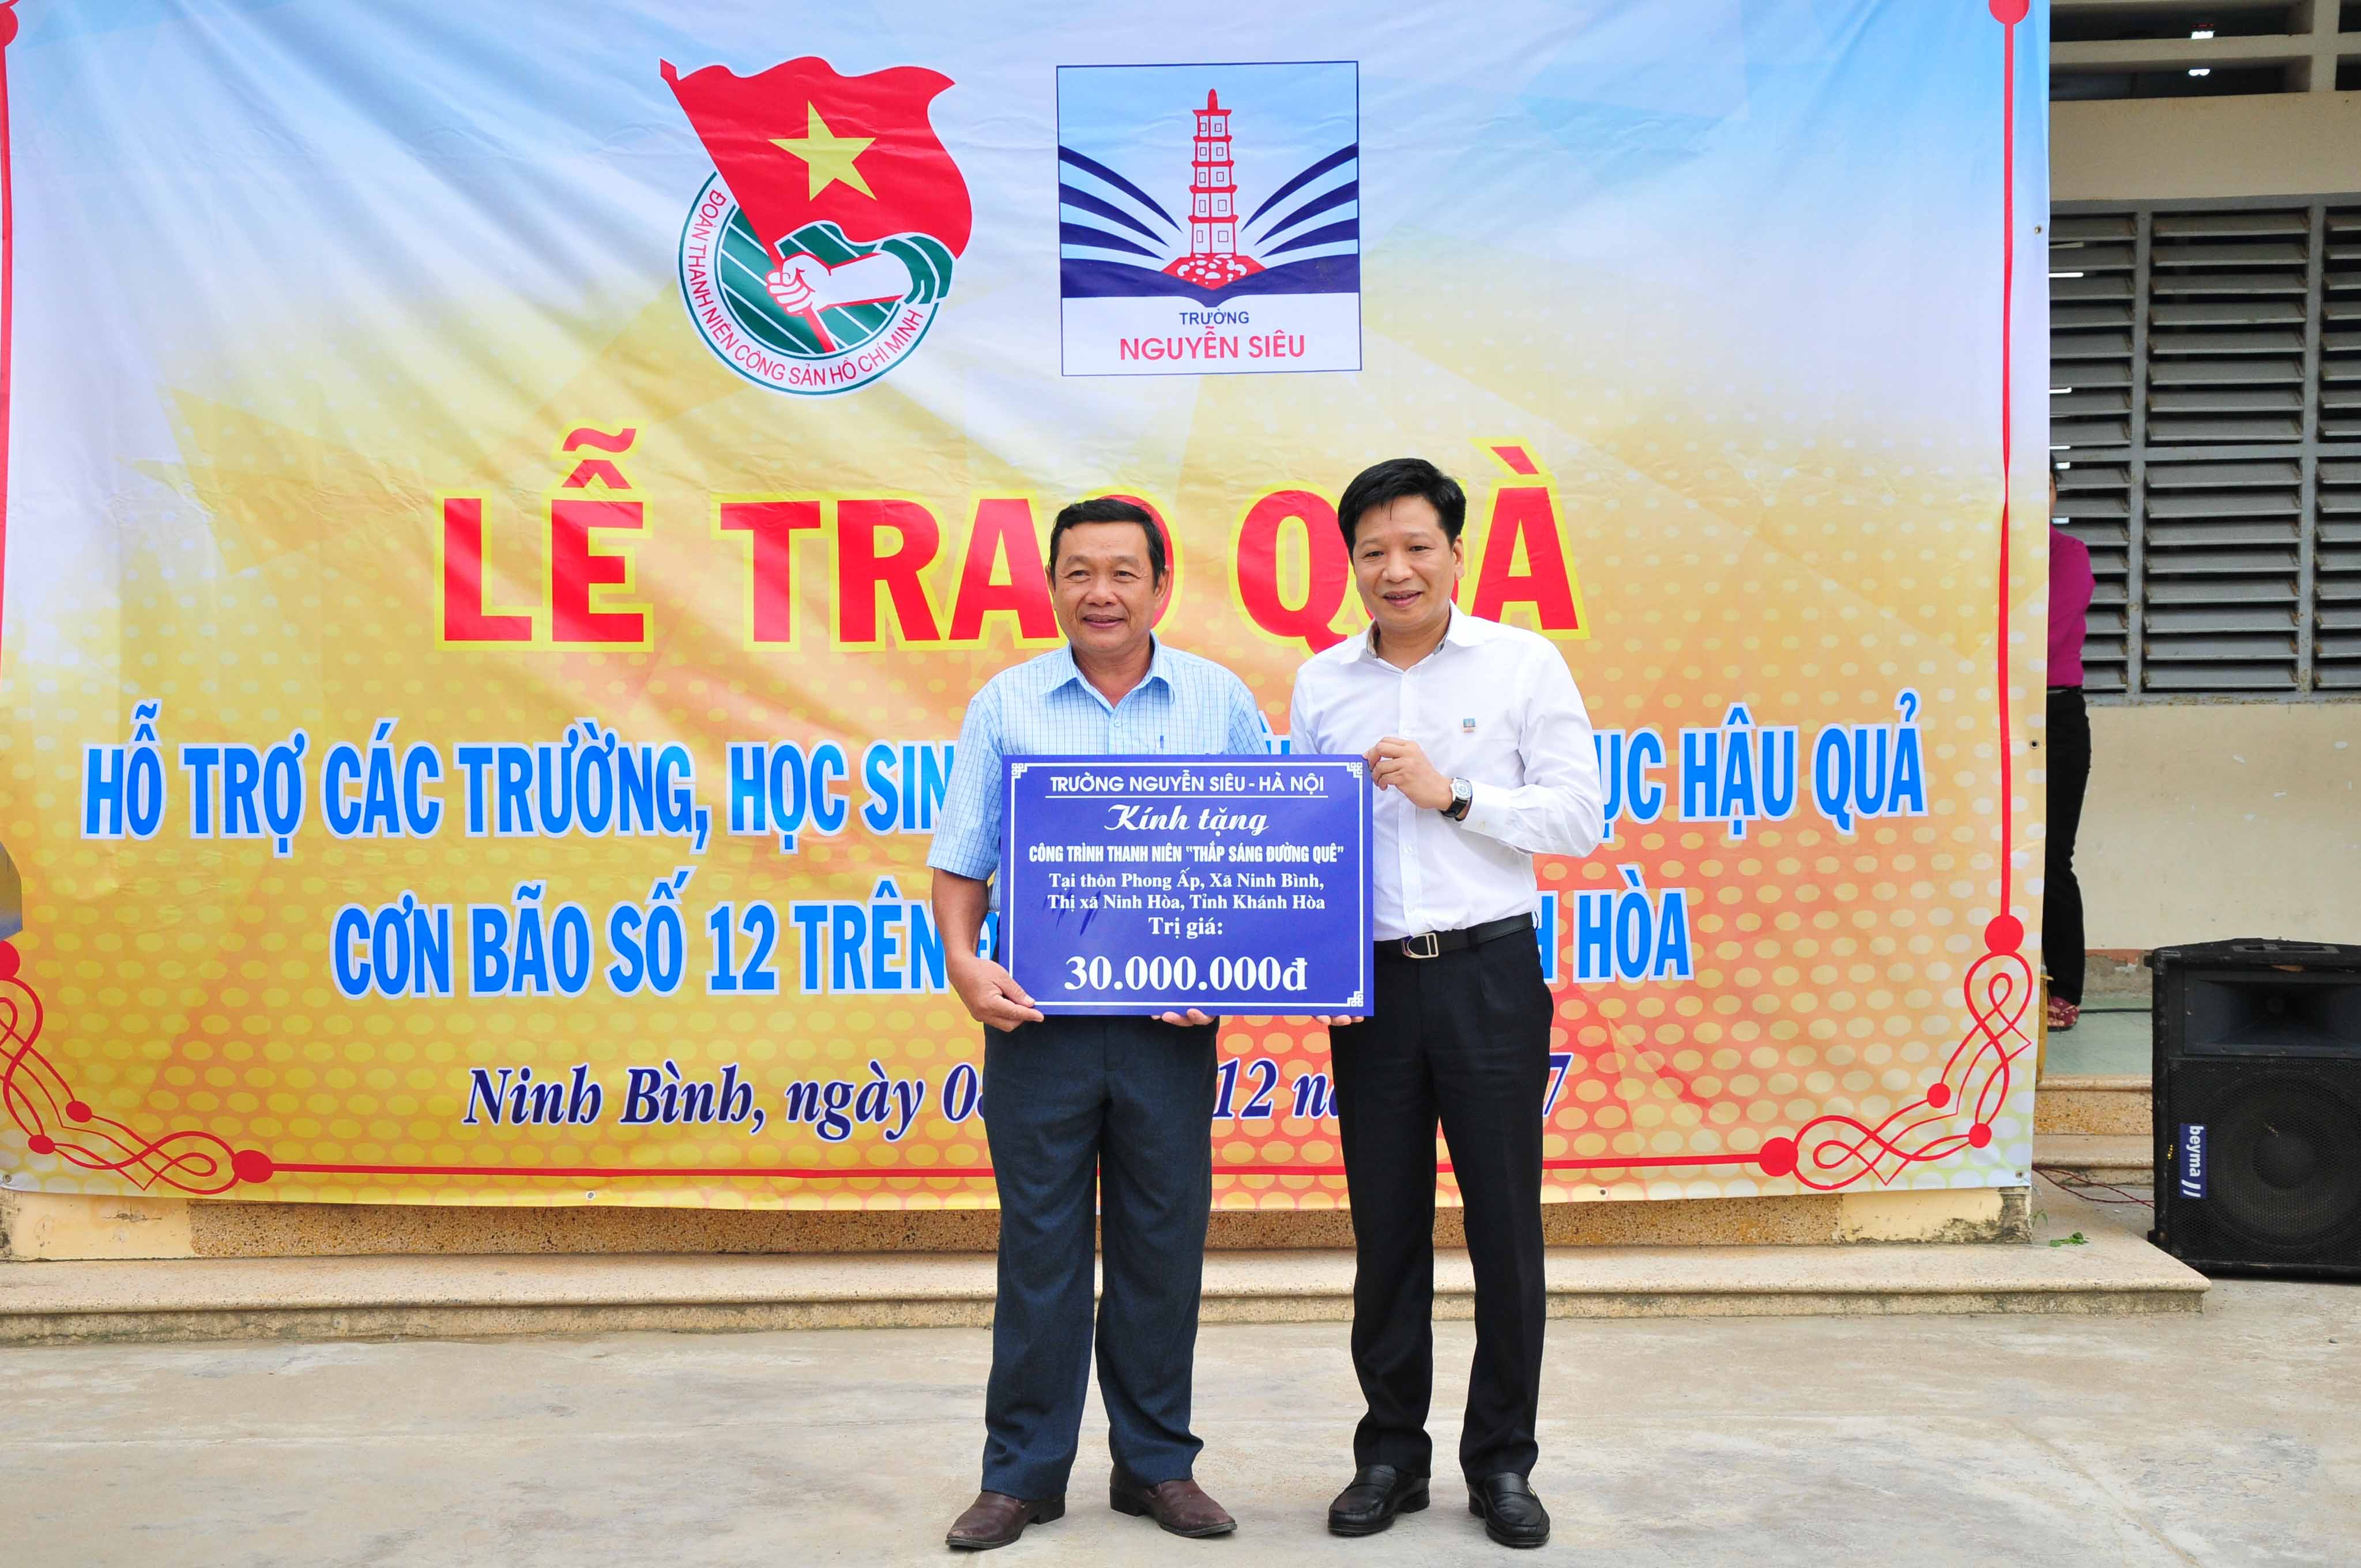 ĐOÀN THANH NIÊN CỘNG SẢN HỒ CHÍ MINH
TRƯỜNG
NGUYỄN SIÊU
LỄ TRAO QUÀ
HỖ TRỢ CÁC TRƯỜNG, HỌC SIN HẬU QUẢ
CƠN BÃO SỐ 12 TRÊN HÒA
Ninh Bình, ngày 12
TRƯỜNG NGUYỄN SIÊU - HÀ NỘI
Kính tặng
CÔNG TRÌNH THANH NIÊN "THẮP SÁNG ĐƯỜNG QUÊ"
Tại thôn Phong Ấp, Xã Ninh Bình,
Thị xã Ninh Hòa, Tỉnh Khánh Hòa
Trị giá:
30.000.000đ
beyma